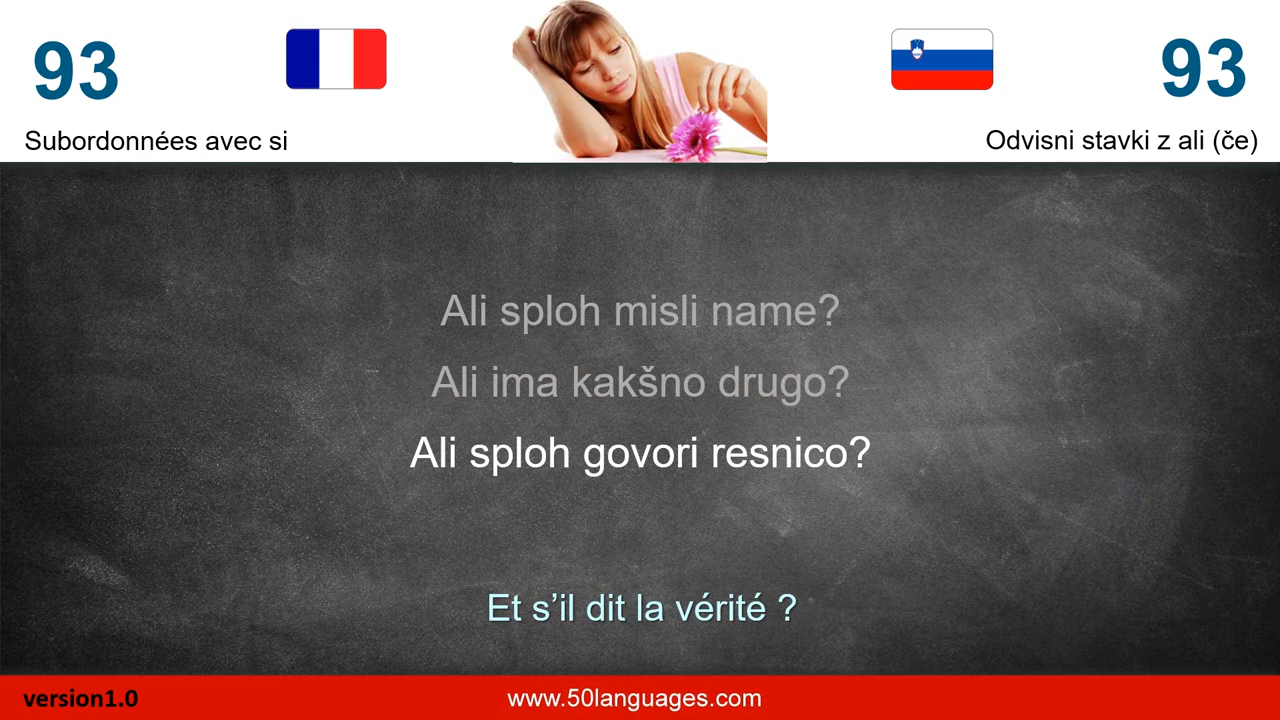 93
93
Subordonnées avec si
Odvisni stavki z ali (če)
Ali sploh misli name?
Ali ima kakšno drugo?
Ali sploh govori resnico?
Et s’il dit la vérité ?
version1.0
www.50languages.com